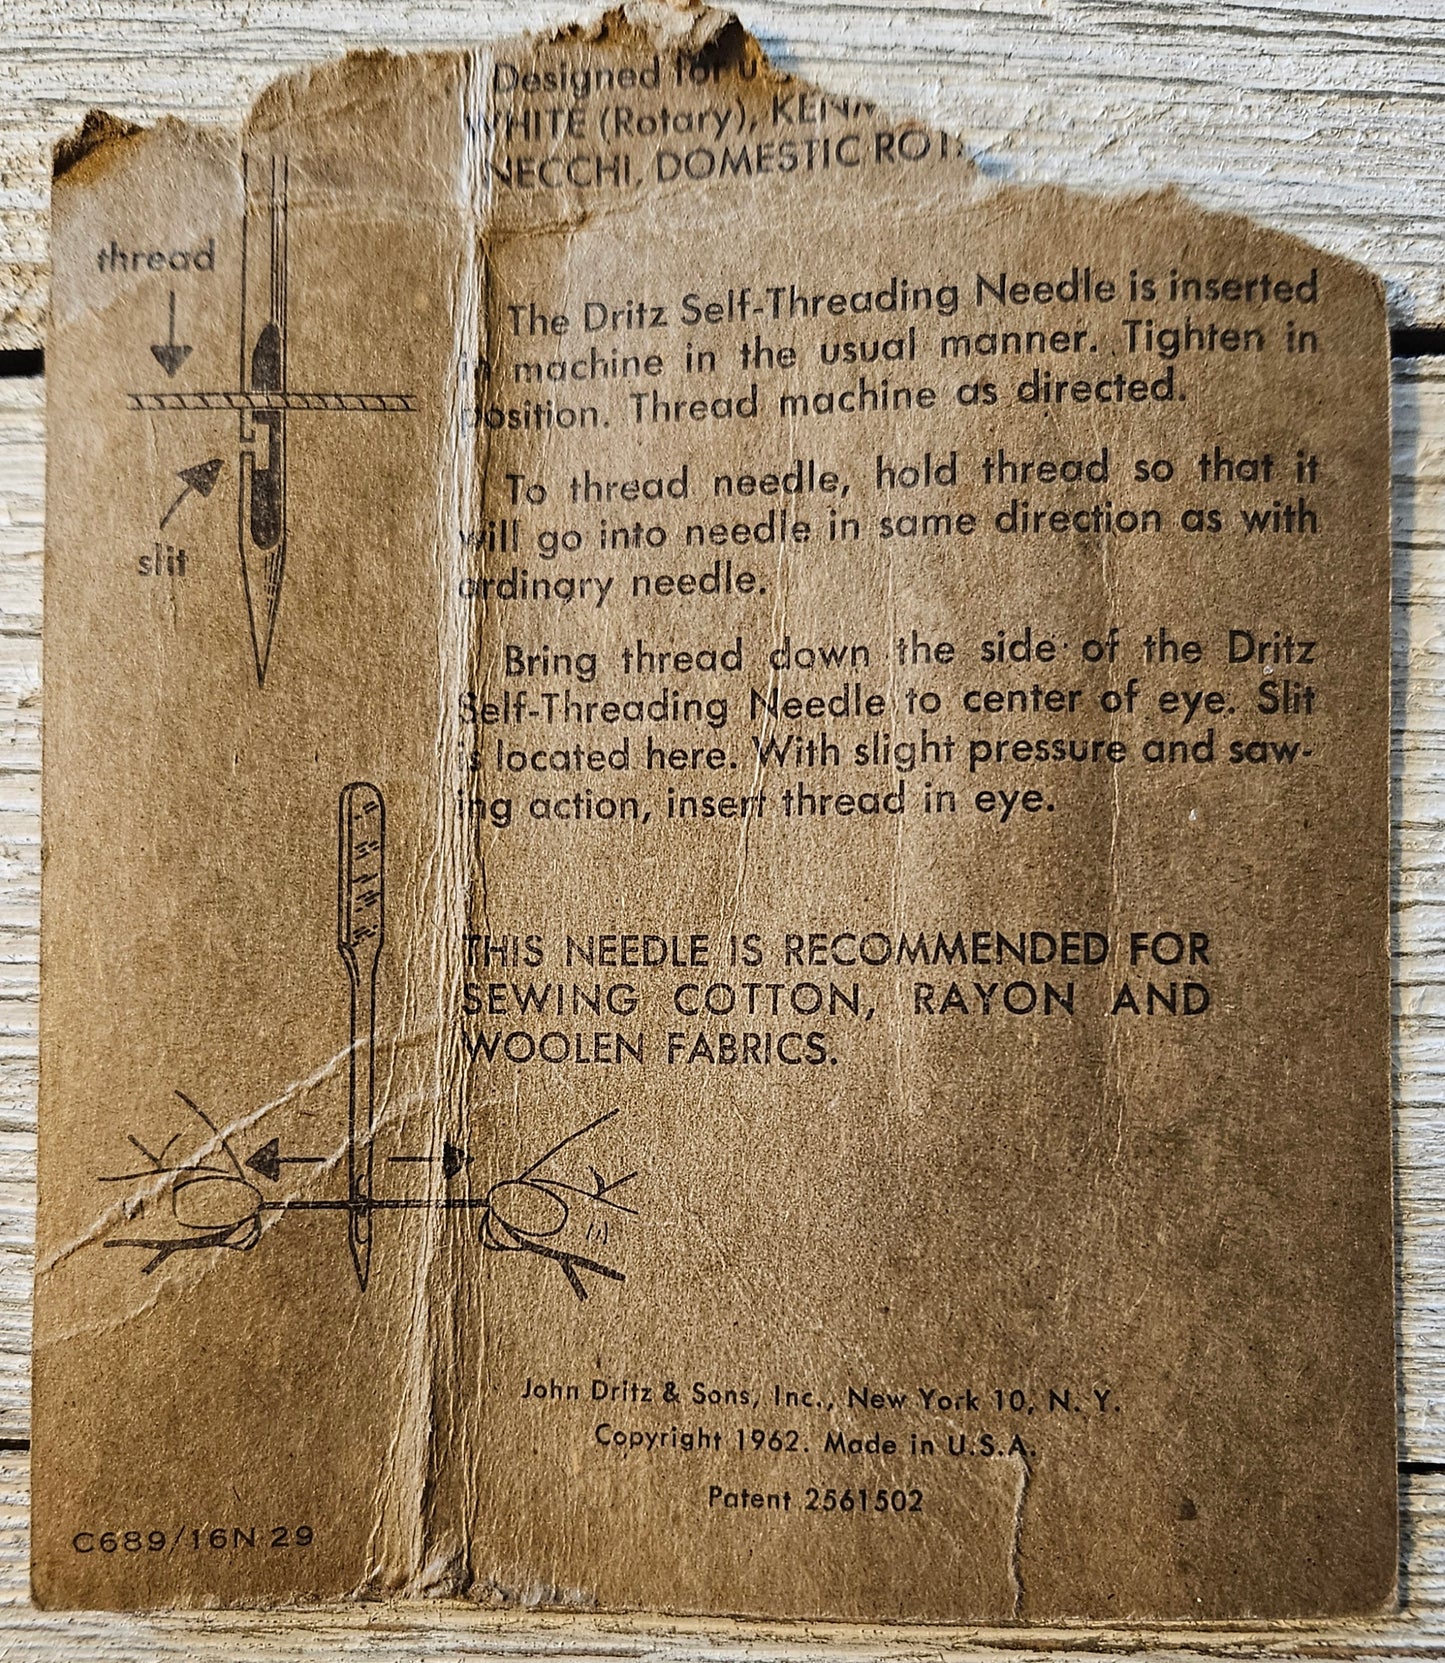 Designed for
WHITE (Rotary),
NECCHI, DOMESTIC
thread
The Dritz Self-Threading Needle is inserted
in machine in the usual manner. Tighten in
position. Thread machine as directed.
To thread needle, hold thread so that it
will go into needle in same direction as with
ordinary needle.
slit
Bring thread down the side of the Dritz
Self-Threading Needle to center of eye. Slit
is located here. With slight pressure and saw-
ing action, insert thread in eye.
THIS NEEDLE IS RECOMMENDED FOR
SEWING COTTON, RAYON AND
WOOLEN FABRICS.
John Dritz & Sons, Inc., New York 10, N. Y.
Copyright 1962. Made in U.S.A.
Patent 2561502
C689/16N 29